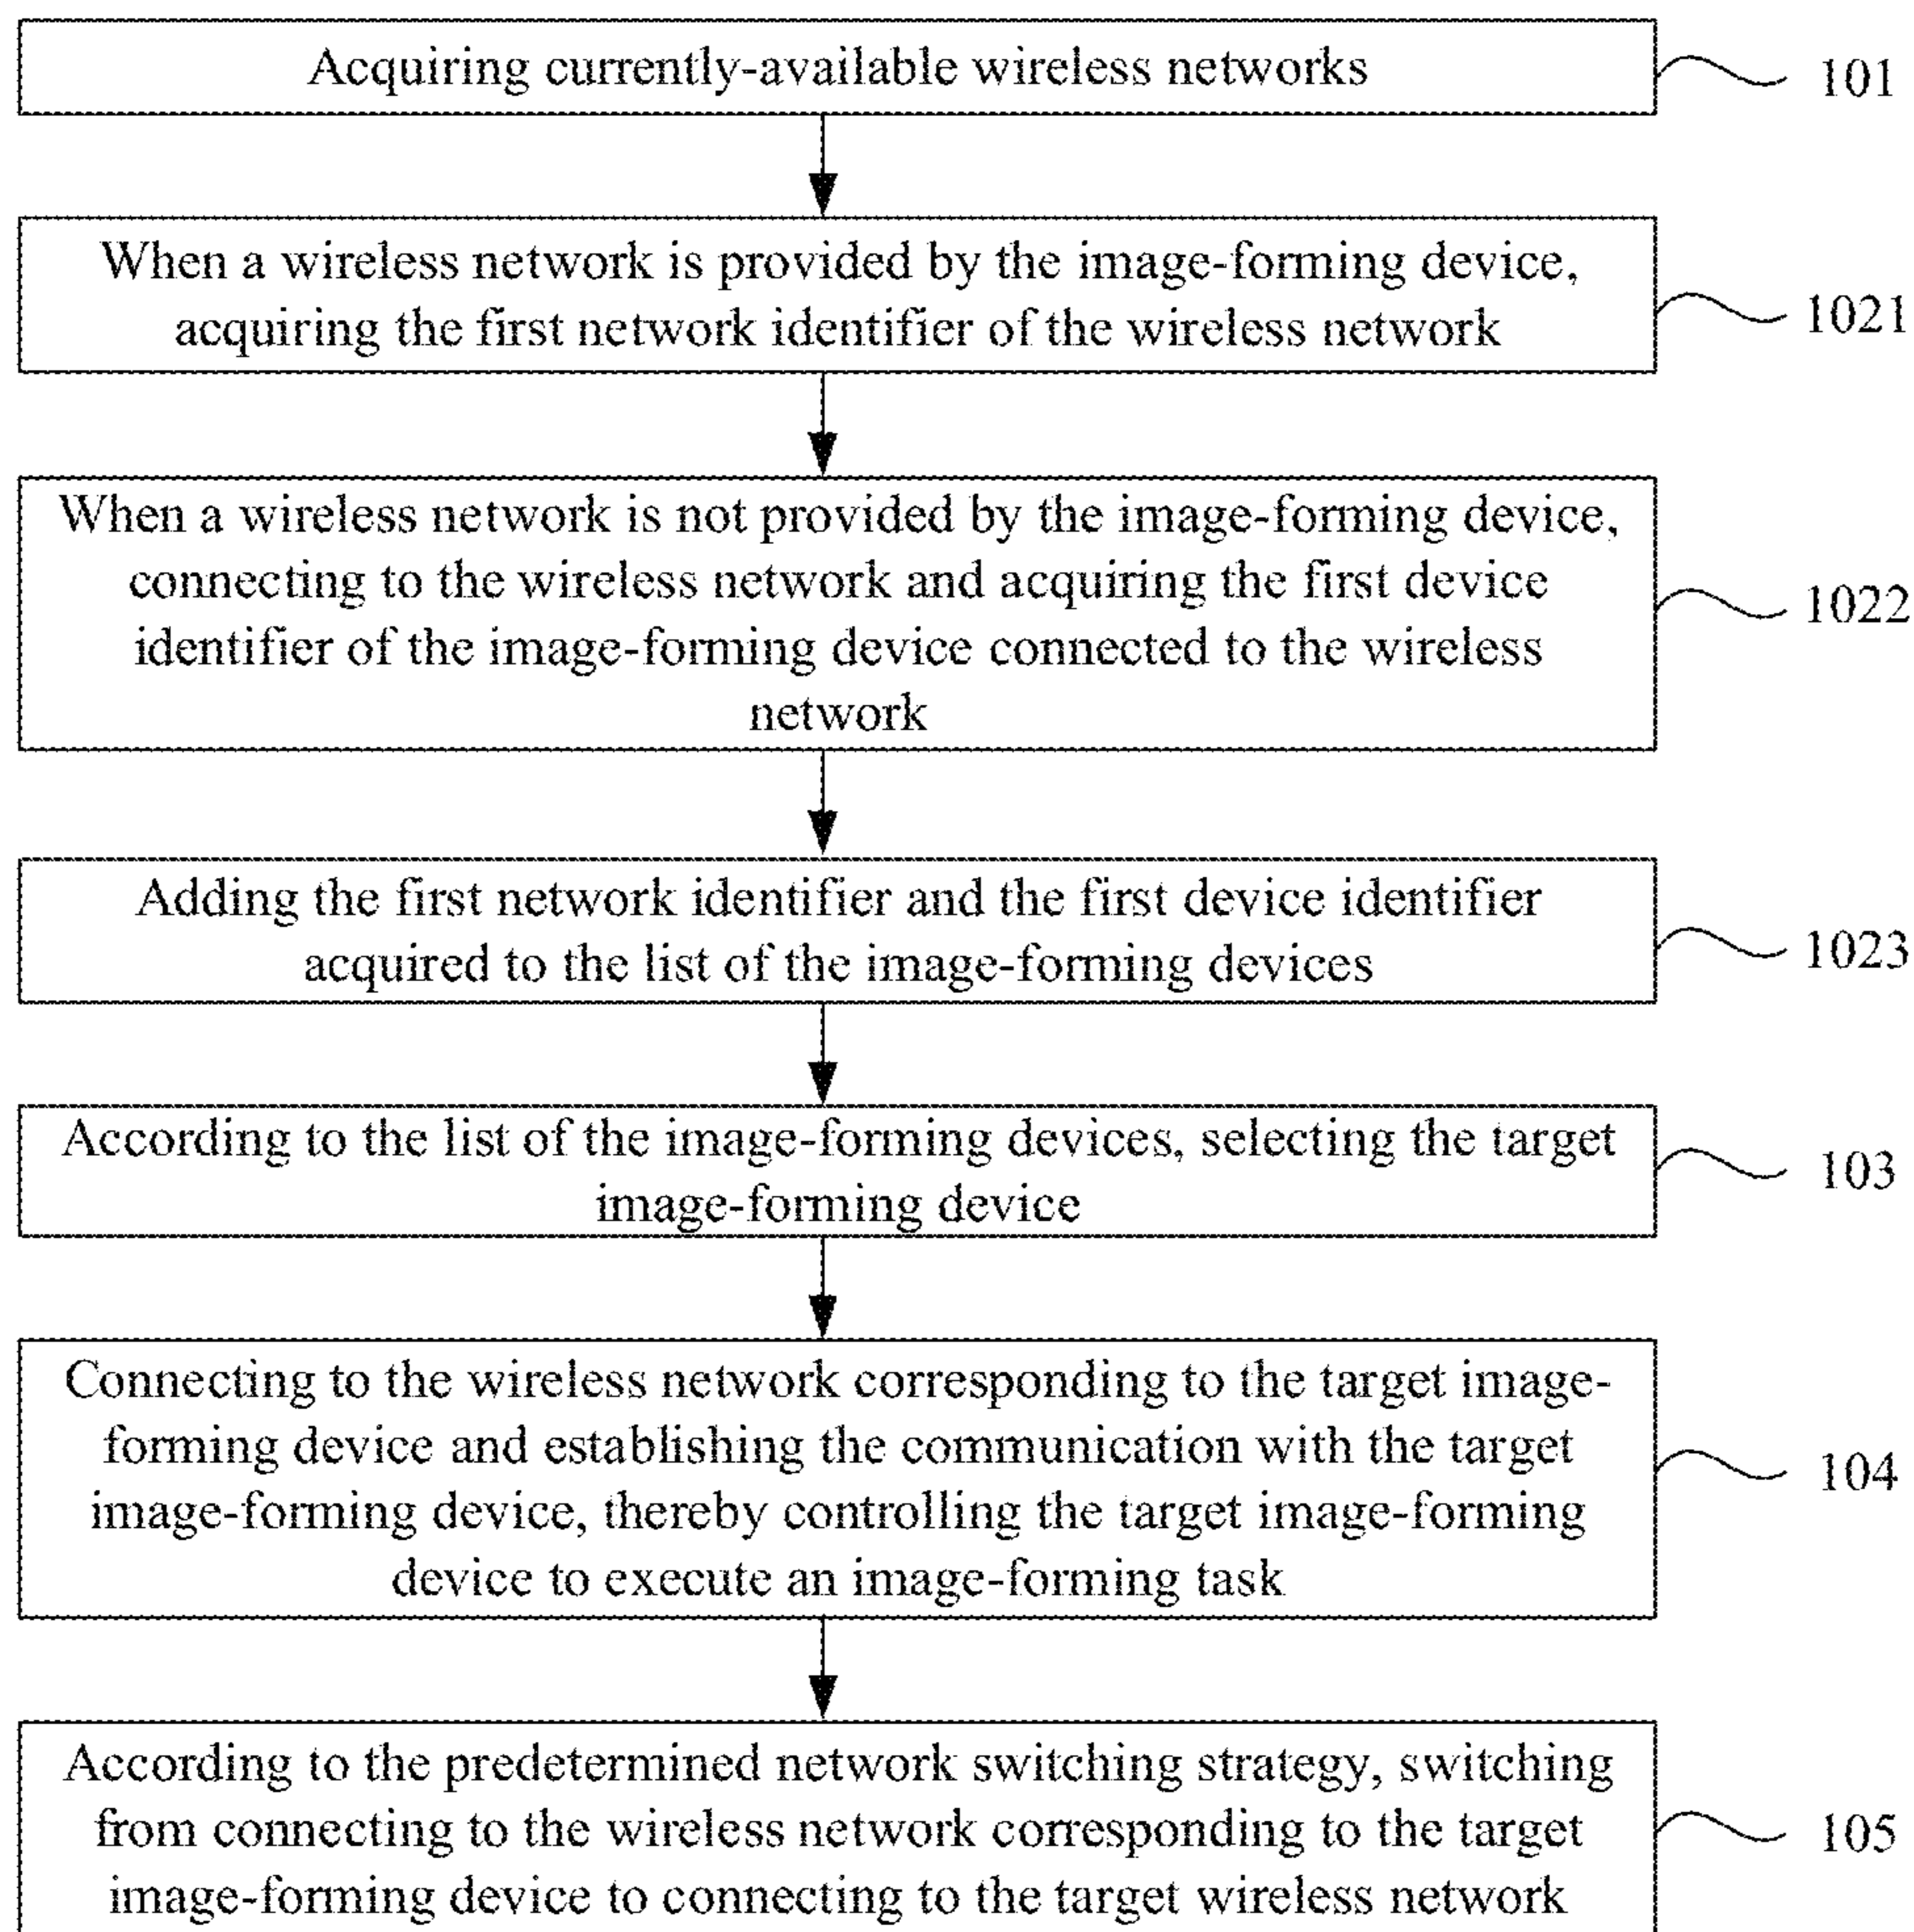 Acquiring currently-available wireless networks
101
When a wireless network is provided by the image-forming device,
acquiring the first network identifier of the wireless network
1021
When a wireless network is not provided by the image-forming device,
connecting to the wireless network and acquiring the first device
identifier of the image-forming device connected to the wireless
network
1022
Adding the first network identifier and the first device identifier
acquired to the list of the image-forming devices
1023
According to the list of the image-forming devices, selecting the target
image-forming device
103
Connecting to the wireless network corresponding to the target image-
forming device and establishing the communication with the target
image-forming device, thereby controlling the target image-forming
device to execute an image-forming task
104
According to the predetermined network switching strategy, switching
from connecting to the wireless network corresponding to the target
image-forming device to connecting to the target wireless network
105